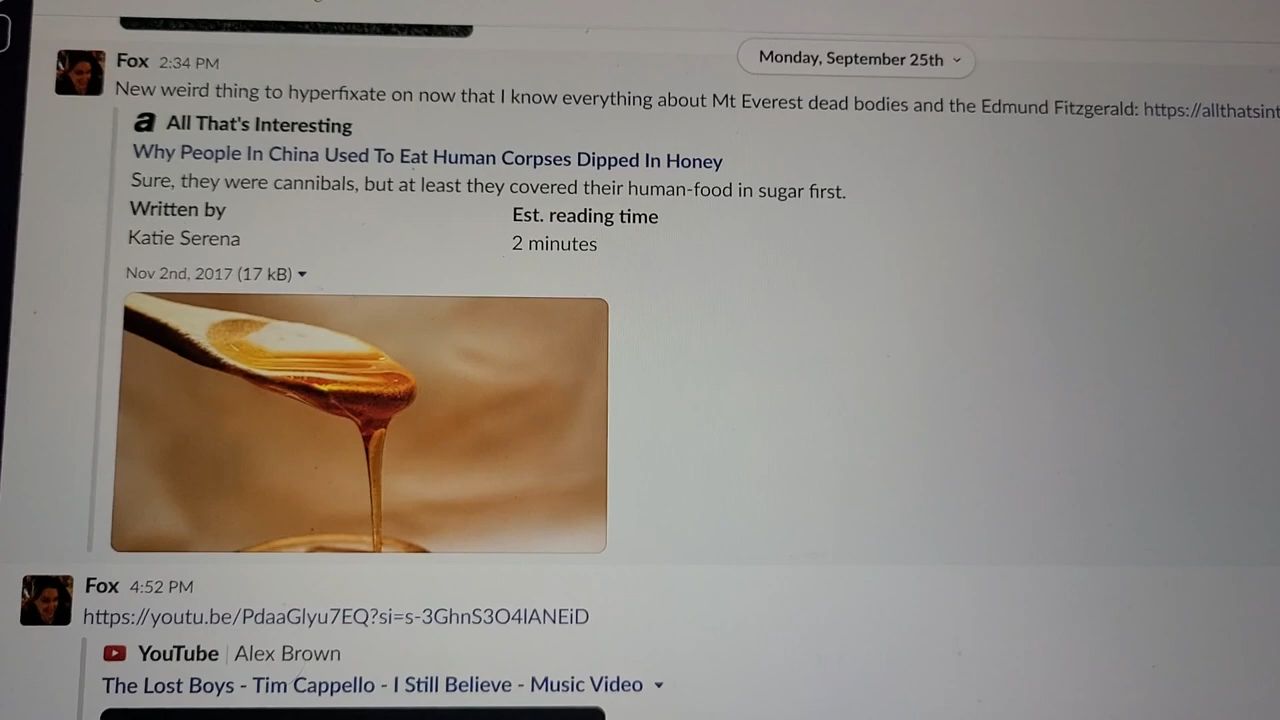 Monday, September 25th
Fox 2:34 PM
New weird thing to hyperfixate on now that I know everything about Mt Everest dead bodies and the Edmund Fitzgerald: https://allthatsint
a All That's Interesting
Why People In China Used To Eat Human Corpses Dipped In Honey
Sure, they were cannibals, but at least they covered their human-food in sugar first.
Written by Est. reading time
Katie Serena 2 minutes
Nov 2nd, 2017 (17 kB)
Fox 4:52 PM
https://youtu.be/PdaaGlyu7EQ?si=s-3GhnS3O4lANEiD
YouTube | Alex Brown
The Lost Boys - Tim Cappello - I Still Believe - Music Video